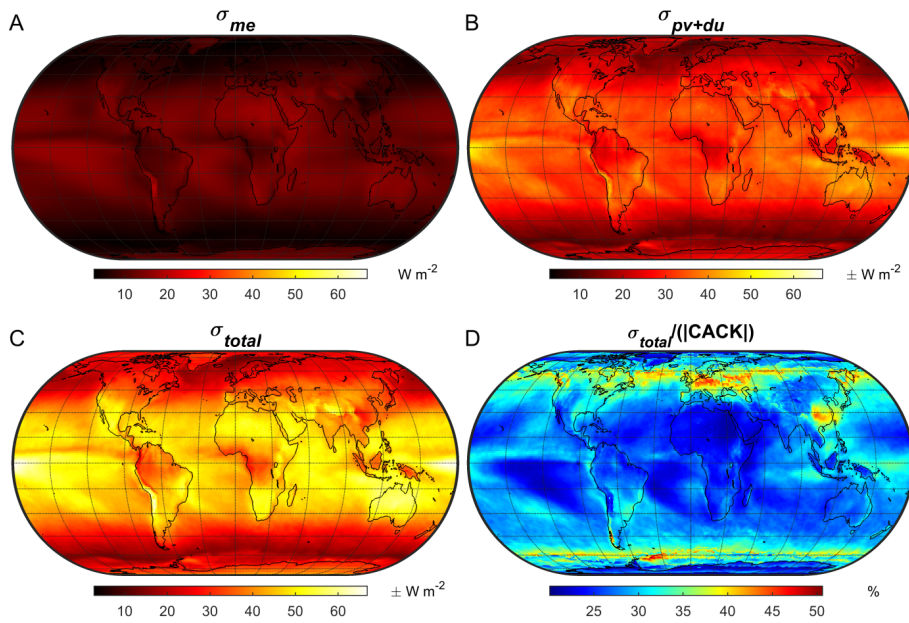 A
σme
B
σpv+du
10 20 30 40 50 60 W m-2
10 20 30 40 50 60 ± W m-2
C
σtotal
D
σtotal/(|CACK|)
10 20 30 40 50 60 ± W m-2
25 30 35 40 45 50 %